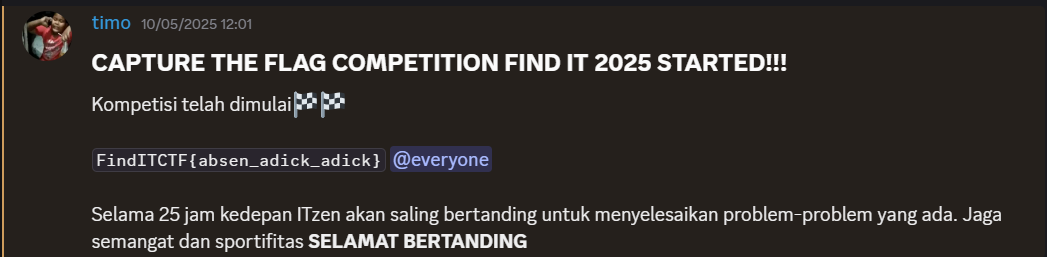 timo 10/05/2025 12:01
CAPTURE THE FLAG COMPETITION FIND IT 2025 STARTED!!!
Kompetisi telah dimulai🏁🏁
FindITCTF{absen_adick_adick} @everyone
Selama 25 jam kedepan ITzen akan saling bertanding untuk menyelesaikan problem-problem yang ada. Jaga
semangat dan sportifitas SELAMAT BERTANDING